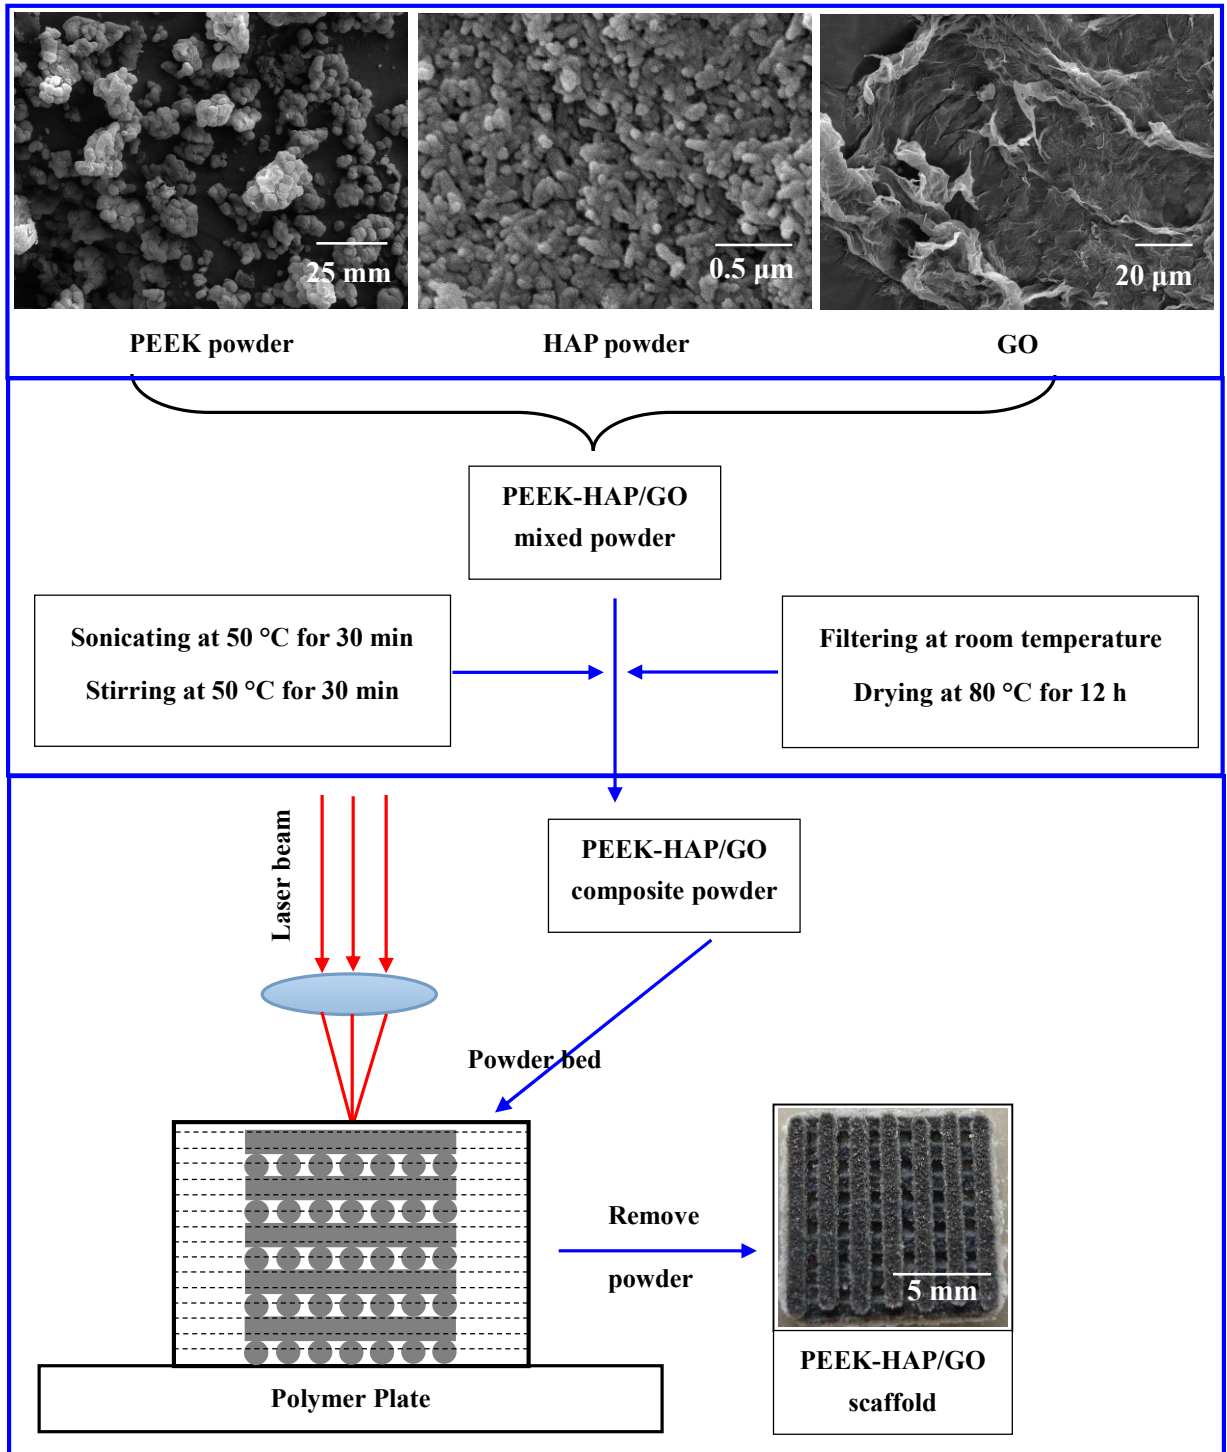 25 mm
0.5 μm
20 μm
PEEK powder
HAP powder
GO
PEEK-HAP/GO
mixed powder
Sonicating at 50 °C for 30 min
Stirring at 50 °C for 30 min
Filtering at room temperature
Drying at 80 °C for 12 h
Laser beam
PEEK-HAP/GO
composite powder
Powder bed
Remove
powder
5 mm
PEEK-HAP/GO
scaffold
Polymer Plate